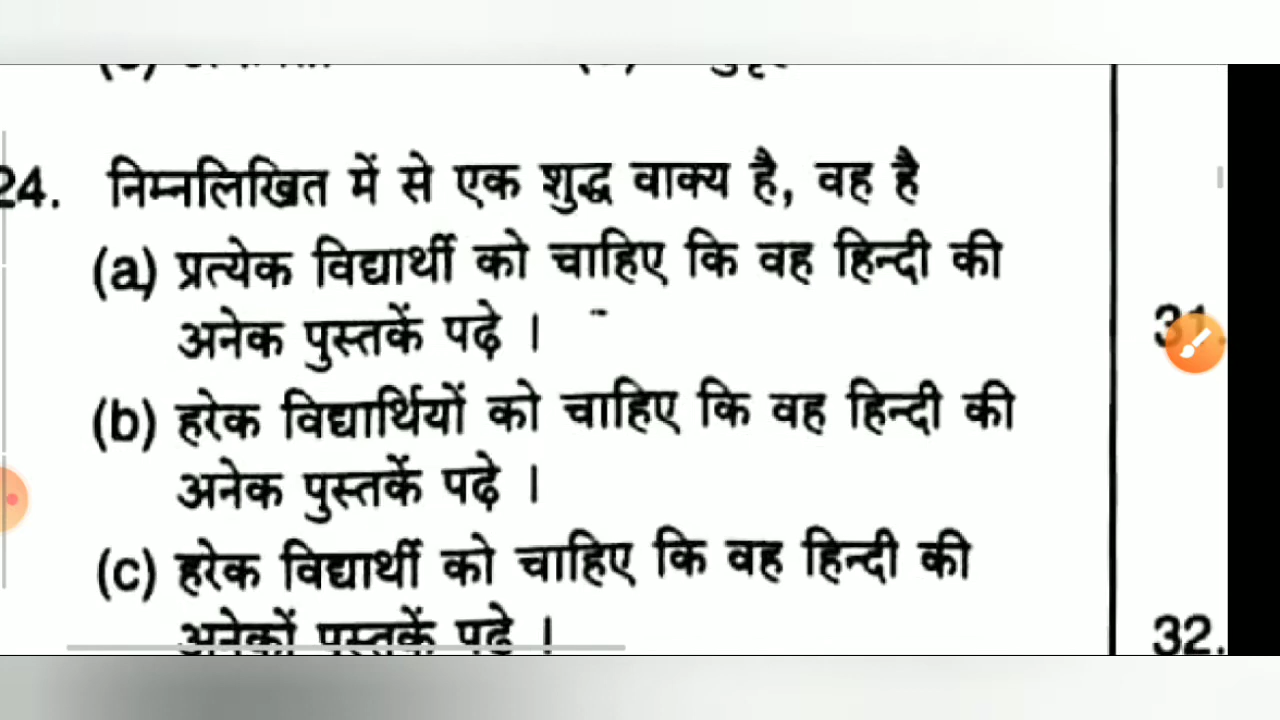 24. निम्नलिखित में से एक शुद्ध वाक्य है, वह है
(a) प्रत्येक विद्यार्थी को चाहिए कि वह हिन्दी की
अनेक पुस्तकें पढ़े ।
31.
(b) हरेक विद्यार्थियों को चाहिए कि वह हिन्दी की
अनेक पुस्तकें पढ़े ।
(c) हरेक विद्यार्थी को चाहिए कि वह हिन्दी की
अनेकों पुस्तकें पढ़े ।
32.